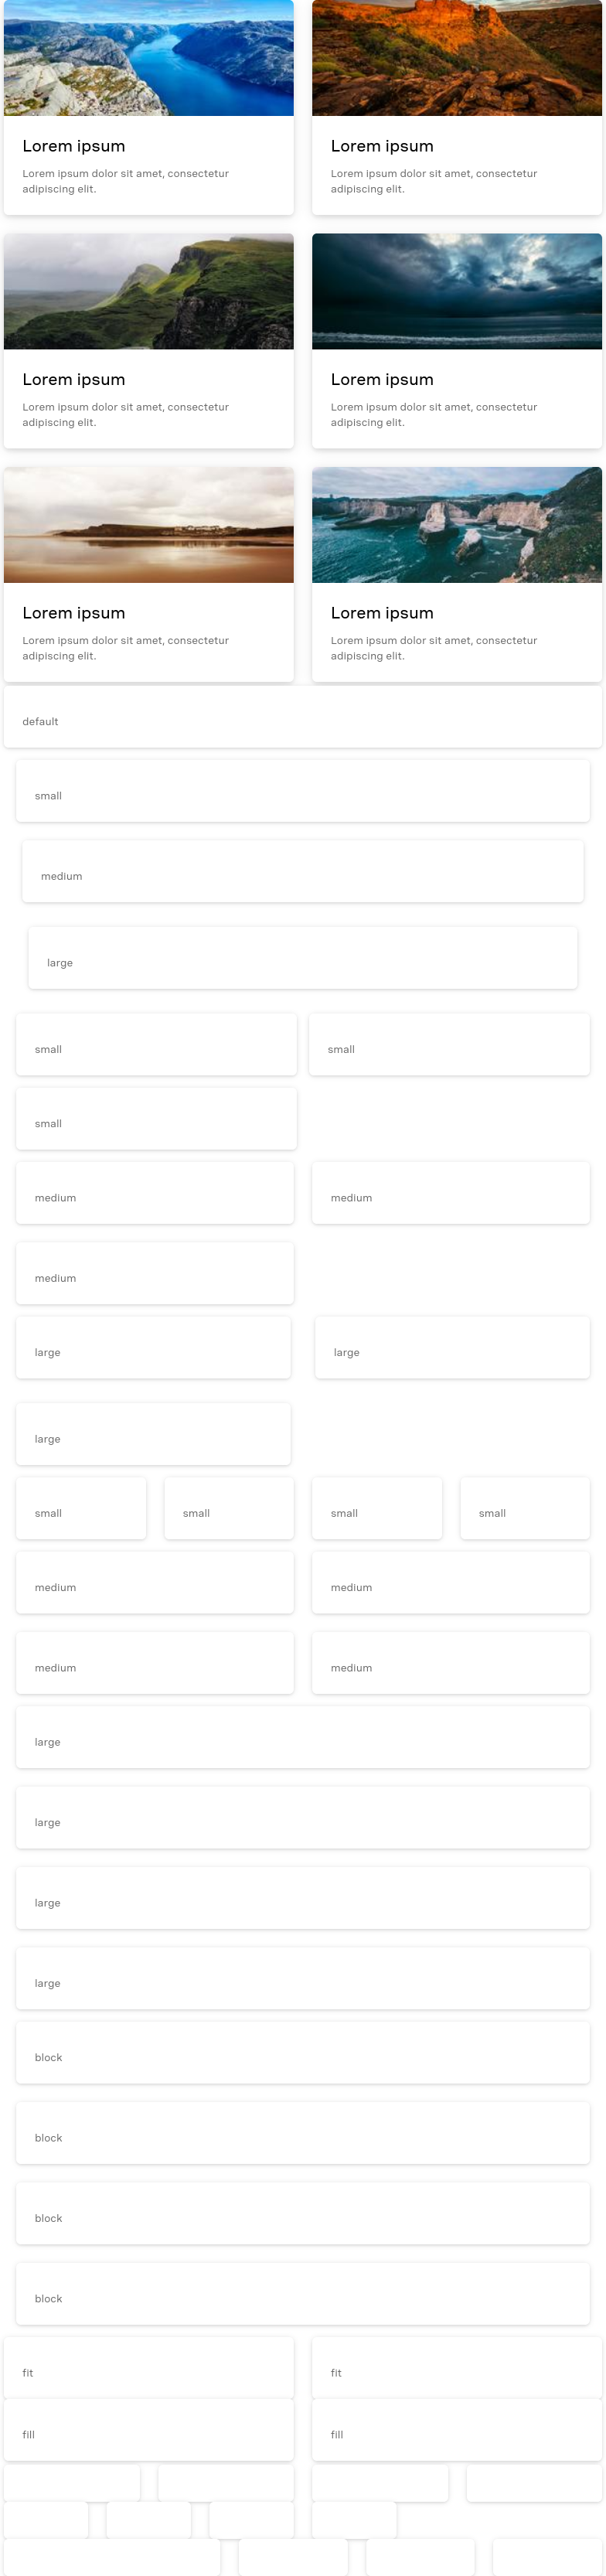 Lorem ipsum
Lorem ipsum dolor sit amet, consectetur
adipiscing elit.
Lorem ipsum
Lorem ipsum dolor sit amet, consectetur
adipiscing elit.
Lorem ipsum
Lorem ipsum dolor sit amet, consectetur
adipiscing elit.
Lorem ipsum
Lorem ipsum dolor sit amet, consectetur
adipiscing elit.
Lorem ipsum
Lorem ipsum dolor sit amet, consectetur
adipiscing elit.
Lorem ipsum
Lorem ipsum dolor sit amet, consectetur
adipiscing elit.
default
small
medium
large
small
small
small
medium
medium
medium
large
large
large
small
small
small
small
medium
medium
medium
medium
large
large
large
large
block
block
block
block
fit
fit
fill
fill